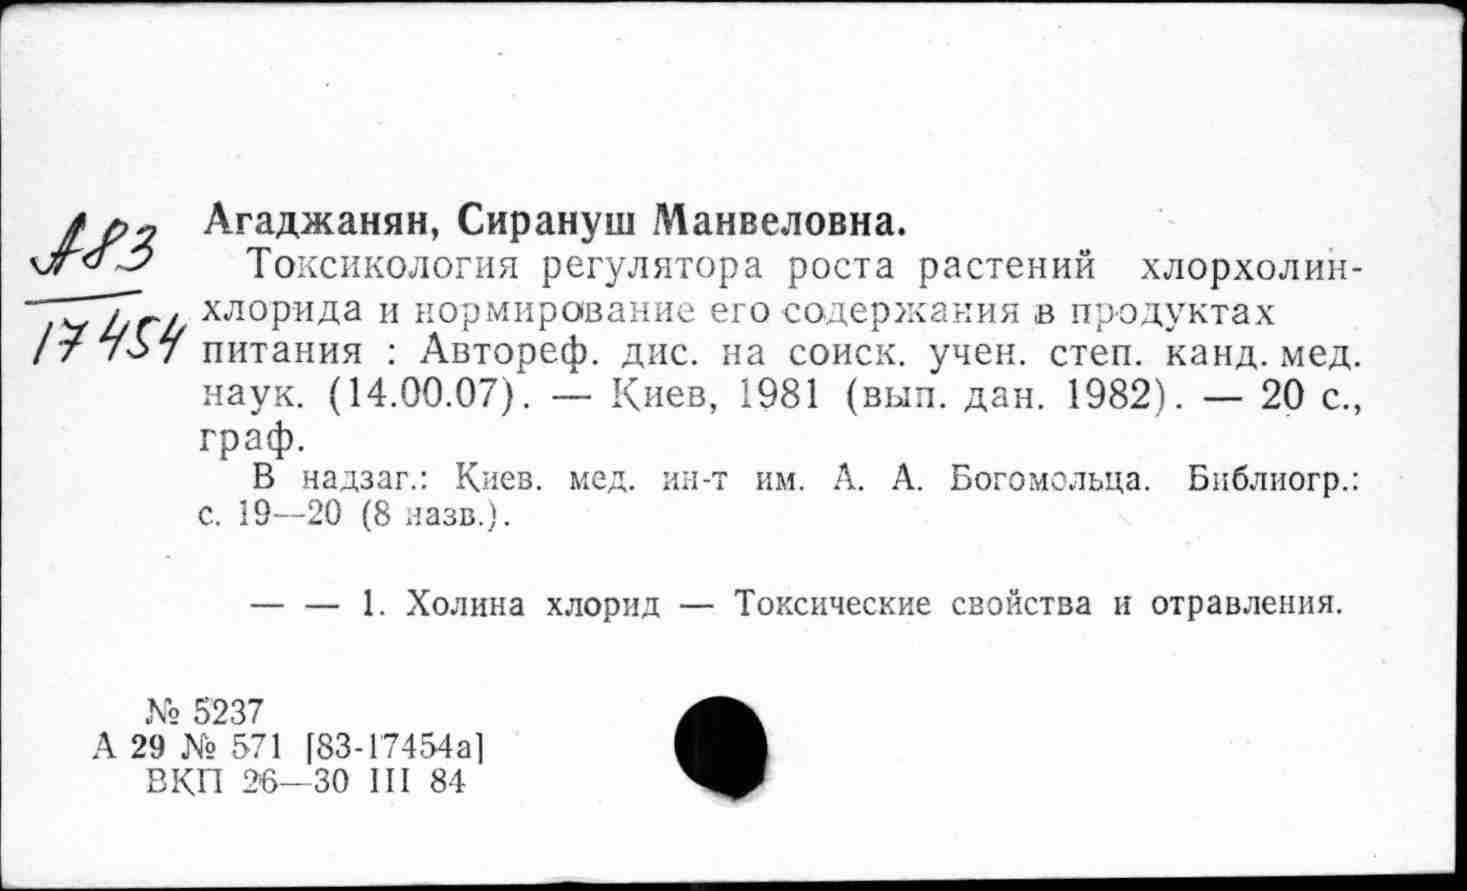 Агаджанян, Сирануш Манвеловна.
Токсикология регулятора роста растений хлорхолин-
хлорида и нормирование его содержания в продуктах
питания : Автореф. дис. на соиск. учен. степ. канд. мед.
наук. (14.00.07). — Киев, 1981 (вып. дан. 1982). — 20 с.,
граф.
В надзаг.: Киев. мед. ин-т им. А. А. Богомольца. Библиогр.:
с. 19—20 (8 назв.).
— — 1. Холина хлорид — Токсические свойства и отравления.
№ 5237
А 29 № 571 [83-17454а]
ВКП 26—30 III 84
17454